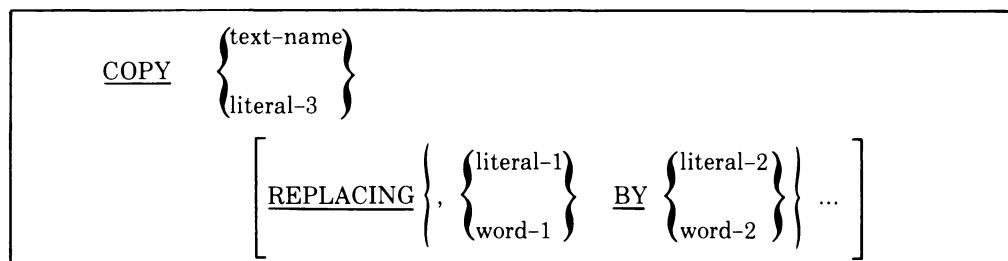 COPY text-name
literal-3
REPLACING , literal-1 BY literal-2 ...
word-1 word-2